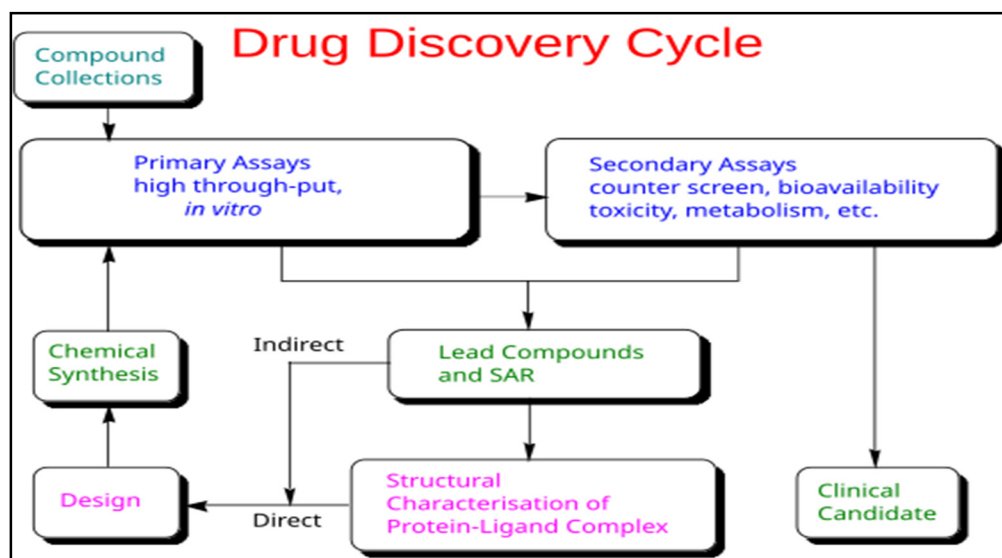 Drug Discovery Cycle
Compound
Collections
Primary Assays
high through-put,
in vitro
Secondary Assays
counter screen, bioavailability
toxicity, metabolism, etc.
Chemical
Synthesis
Indirect
Lead Compounds
and SAR
Design
Direct
Structural
Characterisation of
Protein-Ligand Complex
Clinical
Candidate